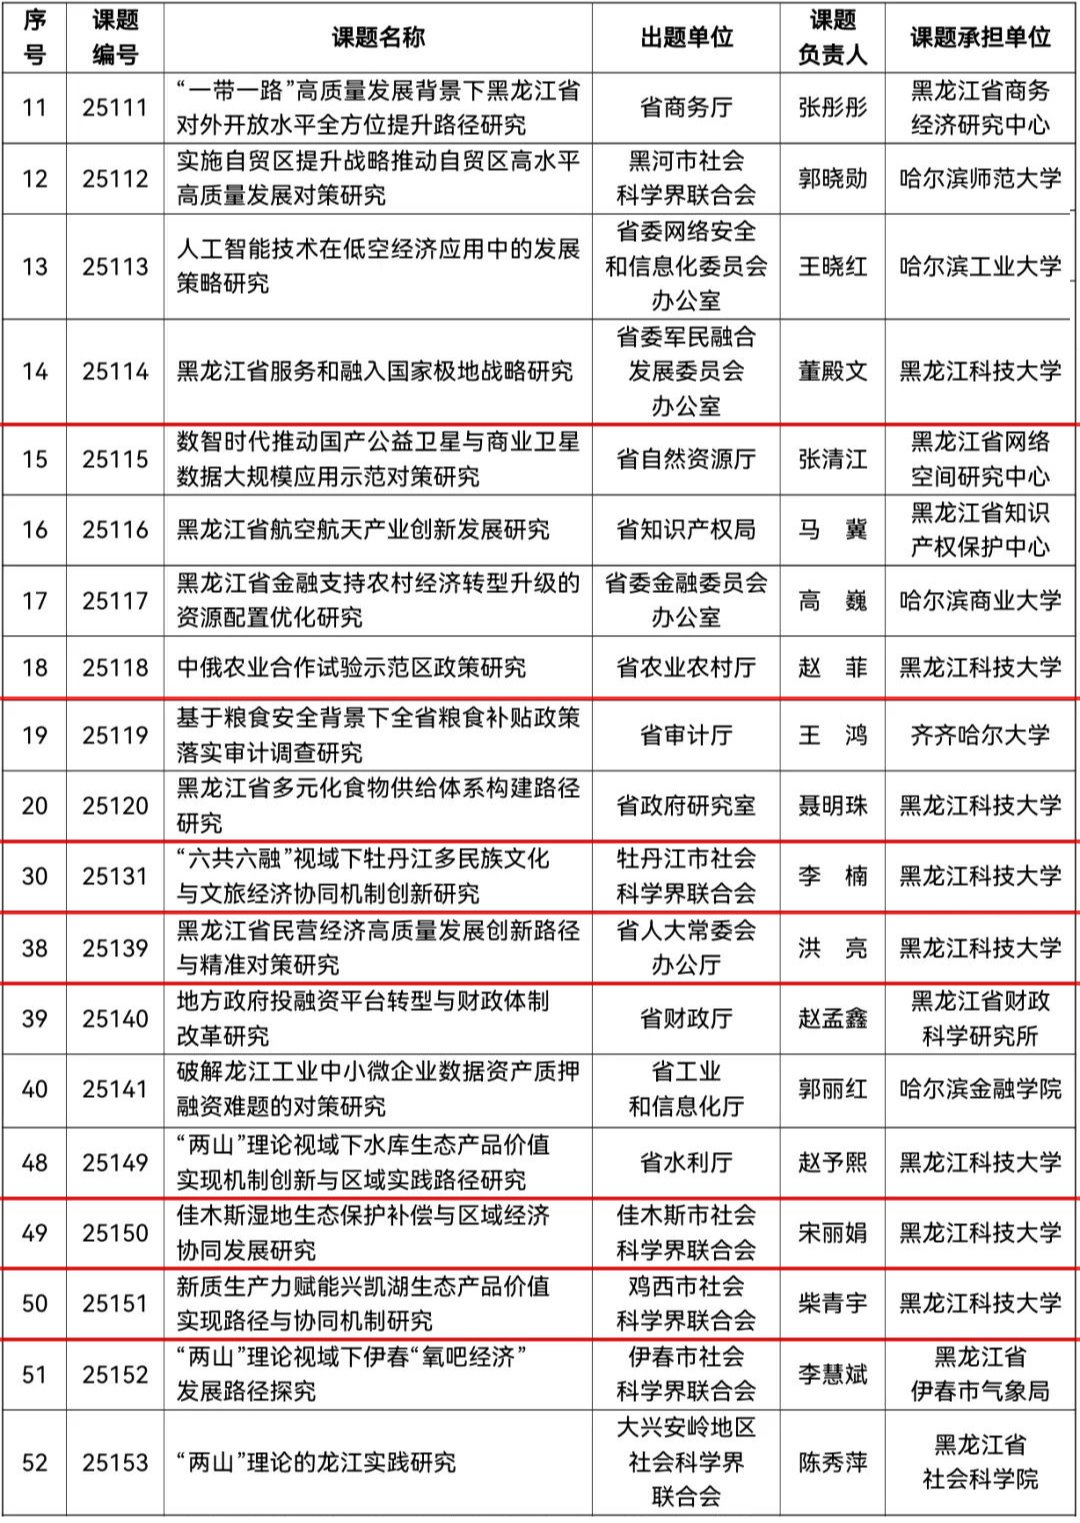 序号 课题编号 课题名称 出题单位 课题负责人 课题承担单位
11 25111 “一带一路”高质量发展背景下黑龙江省 省商务厅 张彤彤 黑龙江省商务
对外开放水平全方位提升路径研究 经济研究中心
12 25112 实施自贸区提升战略推动自贸区高水平 黑河市社会 郭晓勋 哈尔滨师范大学
高质量发展对策研究 科学界联合会
13 25113 人工智能技术在低空经济应用中的发展 省委网络安全 王晓红 哈尔滨工业大学
策略研究 和信息化委员会
办公室
14 25114 黑龙江省服务和融入国家极地战略研究 省委军民融合 董殿文 黑龙江科技大学
发展委员会
办公室
15 25115 数智时代推动国产公益卫星与商业卫星 省自然资源厅 张清江 黑龙江省网络
数据大规模应用示范对策研究 空间研究中心
16 25116 黑龙江省航空航天产业创新发展研究 省知识产权局 马 冀 黑龙江省知识
产权保护中心
17 25117 黑龙江省金融支持农村经济转型升级的 省委金融委员会 高 巍 哈尔滨商业大学
资源配置优化研究 办公室
18 25118 中俄农业合作试验示范区政策研究 省农业农村厅 赵 菲 黑龙江科技大学
19 25119 基于粮食安全背景下全省粮食补贴政策 省审计厅 王 鸿 齐齐哈尔大学
落实审计调查研究
20 25120 黑龙江省多元化食物供给体系构建路径 省政府研究室 聂明珠 黑龙江科技大学
研究
30 25131 “六共六融”视域下牡丹江多民族文化 牡丹江市社会 李 楠 黑龙江科技大学
与文旅经济协同机制创新研究 科学界联合会
38 25139 黑龙江省民营经济高质量发展创新路径 省人大常委会 洪 亮 黑龙江科技大学
与精准对策研究 办公厅
39 25140 地方政府投融资平台转型与财政体制 省财政厅 赵孟鑫 黑龙江省财政
改革研究 科学研究所
40 25141 破解龙江工业中小微企业数据资产质押 省工业 郭丽红 哈尔滨金融学院
融资难题的对策研究 和信息化厅
48 25149 “两山”理论视域下水库生态产品价值 省水利厅 赵予熙 黑龙江科技大学
实现机制创新与区域实践路径研究
49 25150 佳木斯湿地生态保护补偿与区域经济 佳木斯市社会 宋丽娟 黑龙江科技大学
协同发展研究 科学界联合会
50 25151 新质生产力赋能兴凯湖生态产品价值 鸡西市社会 柴青宇 黑龙江科技大学
实现路径与协同机制研究 科学界联合会
51 25152 “两山”理论视域下伊春“氧吧经济” 伊春市社会 李慧斌 黑龙江省
发展路径探究 科学界联合会 伊春市气象局
52 25153 “两山”理论的龙江实践研究 大兴安岭地区 陈秀萍 黑龙江省
社会科学界 社会科学院
联合会